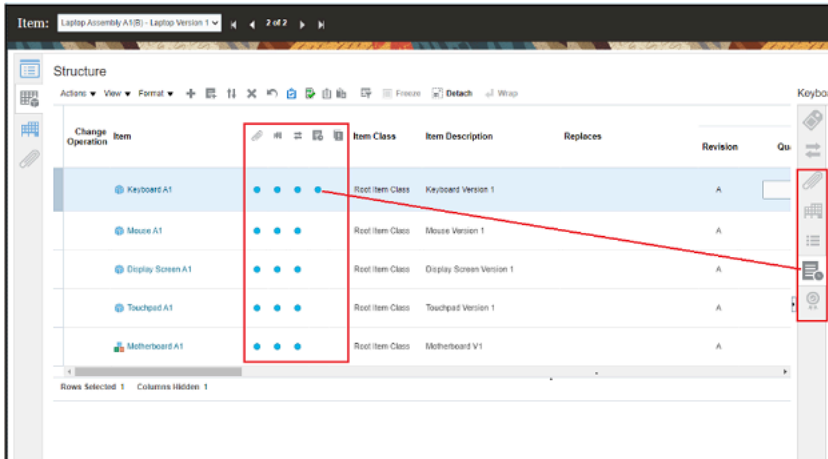 Item: Laptop Assembly A1(B) - Laptop Version 1 2 of 2
Structure
Actions View Format Freeze Detach Wrap
Keybo
Change Operation Item Item Class Item Description Replaces Revision Qu
Keyboard A1 Root Item Class Keyboard Version 1 A
Mouse A1 Root Item Class Mouse Version 1 A
Display Screen A1 Root Item Class Display Screen Version 1 A
Touchpad A1 Root Item Class Touchpad Version 1 A
Motherboard A1 Root Item Class Motherboard V1 A
Rows Selected 1 Columns Hidden 1